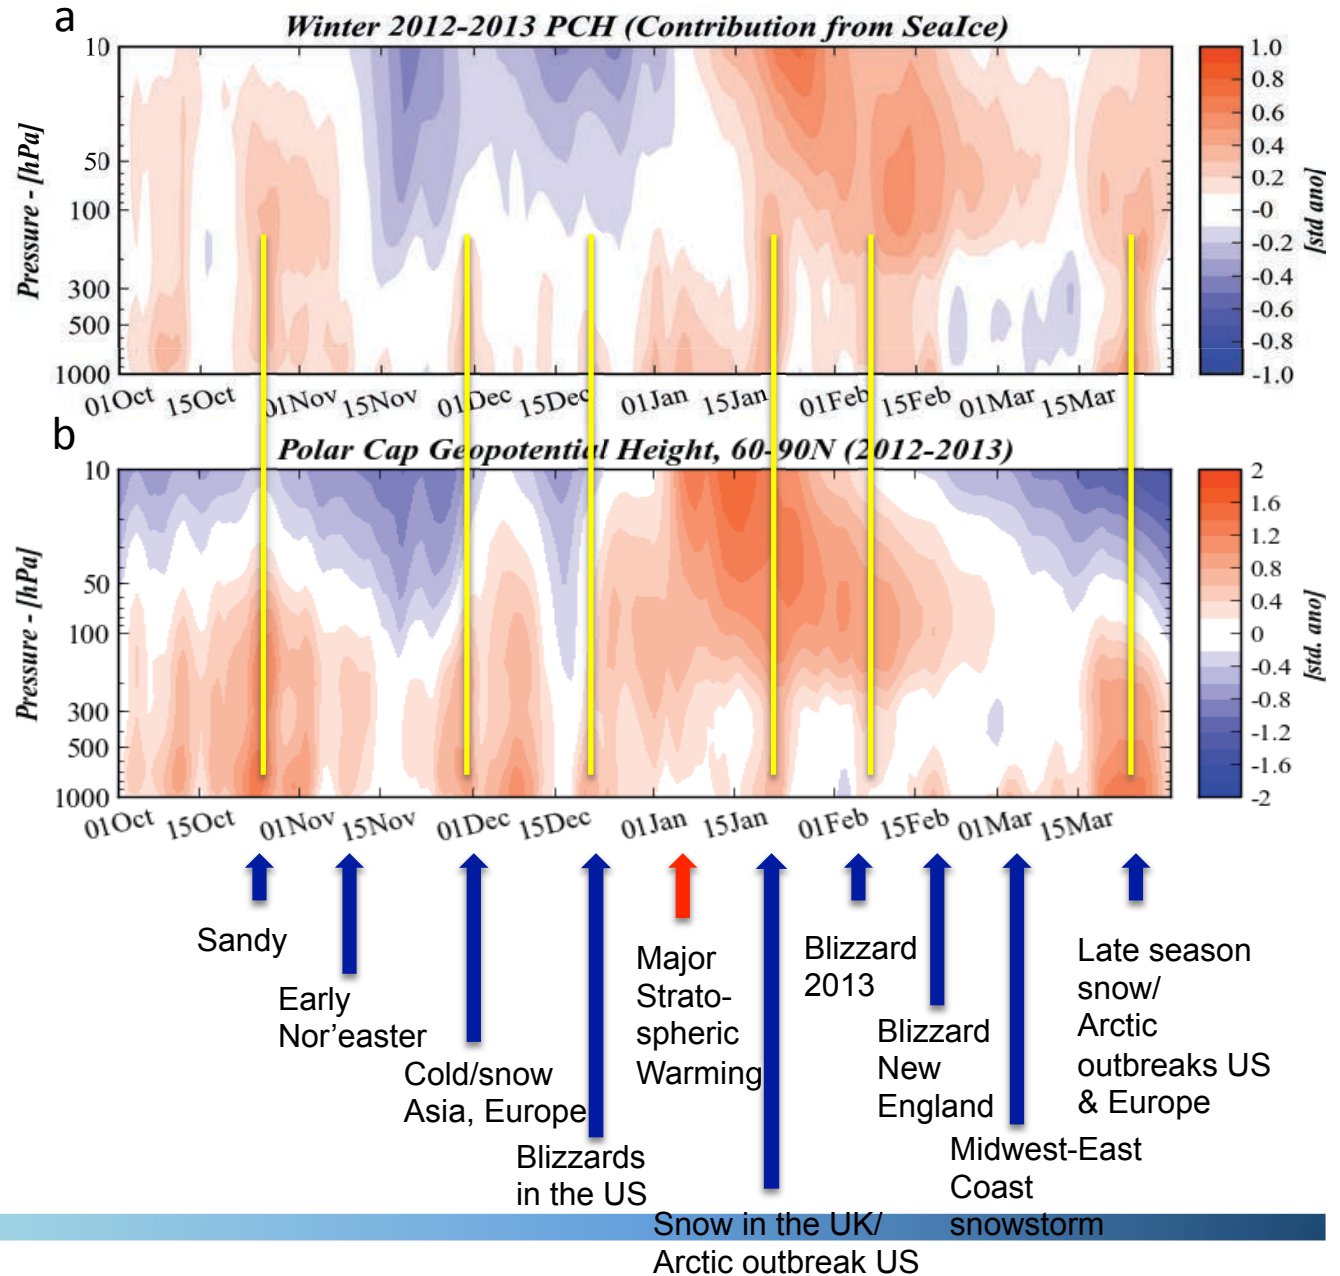 a
Winter 2012-2013 PCH (Contribution from SeaIce)
10
50
100
300
500
1000
Pressure - [hPa]
01Oct 15Oct 01Nov 15Nov 01Dec 15Dec 01Jan 15Jan 01Feb 15Feb 01Mar 15Mar
1.0
0.8
0.6
0.4
0.2
-0
-0.2
-0.4
-0.6
-0.8
-1.0
[std ano]
b
Polar Cap Geopotential Height, 60-90N (2012-2013)
10
50
100
300
500
1000
Pressure - [hPa]
01Oct 15Oct 01Nov 15Nov 01Dec 15Dec 01Jan 15Jan 01Feb 15Feb 01Mar 15Mar
2
1.6
1.2
0.8
0.4
0
-0.4
-0.8
-1.2
-1.6
-2
[std. ano]
Sandy
Early
Nor’easter
Cold/snow
Asia, Europe
Blizzards
in the US
Major
Strato-
spheric
Warming
Snow in the UK/
Arctic outbreak US
Blizzard
2013
Blizzard
New
England
Midwest-East
Coast
snowstorm
Late season
snow/
Arctic
outbreaks US
& Europe